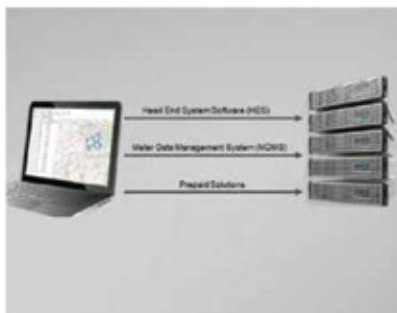 Head End System Software (HES)
Meter Data Management System (MDMS)
Prepaid Solutions